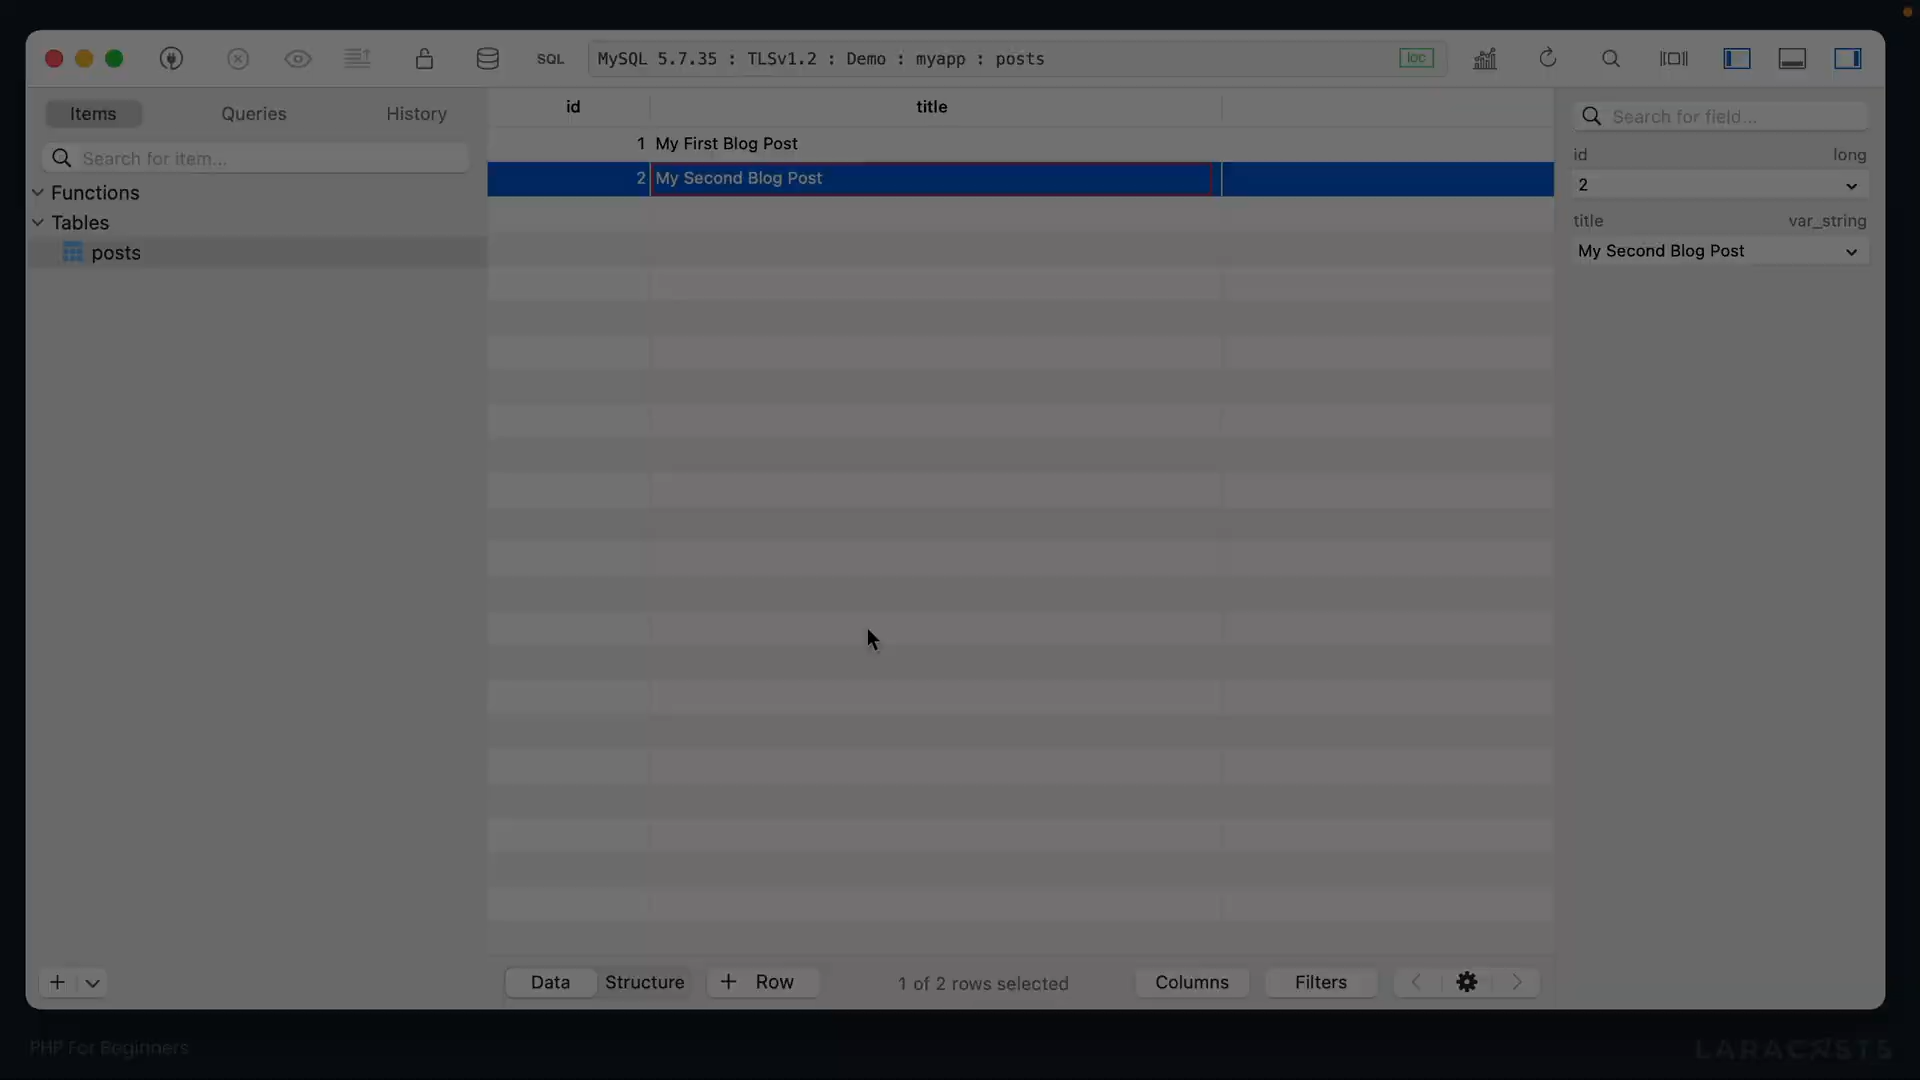 SQL
MySQL 5.7.35 : TLSv1.2 : Demo : myapp : posts
loc
Items
Queries
History
Search for item...
Functions
Tables
posts
id
title
1
My First Blog Post
2
My Second Blog Post
Search for field...
id
long
2
title
var_string
My Second Blog Post
Data
Structure
Row
1 of 2 rows selected
Columns
Filters
PHP For Beginners
LARACASTS